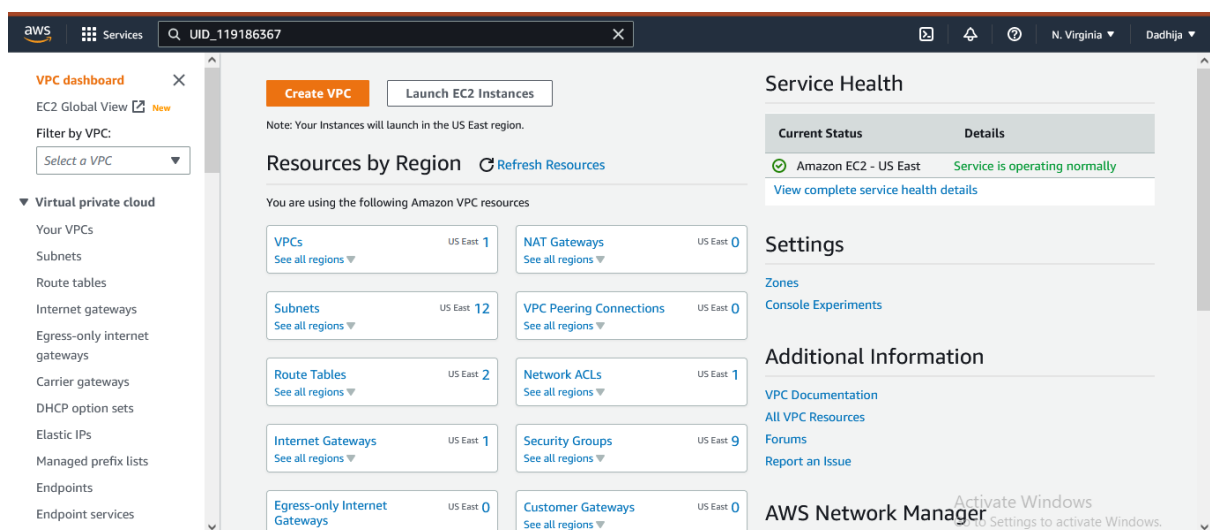 aws Services UID_119186367 N. Virginia Dadhija
VPC dashboard
EC2 Global View New
Filter by VPC:
Select a VPC
Virtual private cloud
Your VPCs
Subnets
Route tables
Internet gateways
Egress-only internet
gateways
Carrier gateways
DHCP option sets
Elastic IPs
Managed prefix lists
Endpoints
Endpoint services
Create VPC Launch EC2 Instances
Note: Your Instances will launch in the US East region.
Resources by Region Refresh Resources
You are using the following Amazon VPC resources
VPCs US East 1
See all regions
NAT Gateways US East 0
See all regions
Subnets US East 12
See all regions
VPC Peering Connections US East 0
See all regions
Route Tables US East 2
See all regions
Network ACLs US East 1
See all regions
Internet Gateways US East 1
See all regions
Security Groups US East 9
See all regions
Egress-only Internet US East 0
Gateways
Customer Gateways US East 0
See all regions
Service Health
Current Status Details
Amazon EC2 - US East Service is operating normally
View complete service health details
Settings
Zones
Console Experiments
Additional Information
VPC Documentation
All VPC Resources
Forums
Report an Issue
AWS Network Manager
Activate Windows
to Settings to activate Windows.